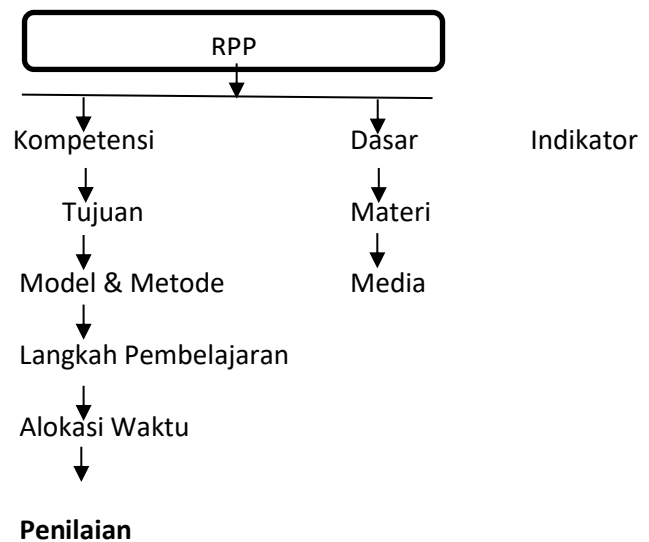 RPP
Kompetensi Dasar Indikator
Tujuan Materi
Model & Metode Media
Langkah Pembelajaran
Alokasi Waktu
Penilaian